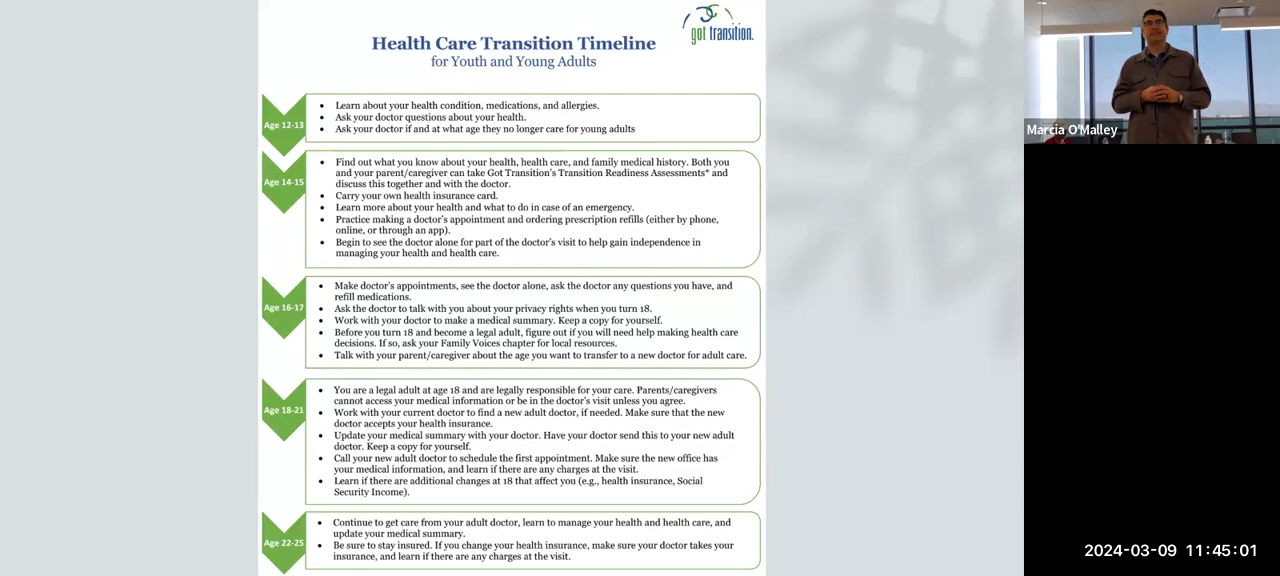 got transition.
Health Care Transition Timeline
for Youth and Young Adults
Age 12-13
• Learn about your health condition, medications, and allergies.
• Ask your doctor questions about your health.
• Ask your doctor if and at what age they no longer care for young adults
Age 14-15
• Find out what you know about your health, health care, and family medical history. Both you
and your parent/caregiver can take Got Transition's Transition Readiness Assessments* and
discuss this together and with the doctor.
• Carry your own health insurance card.
• Learn more about your health and what to do in case of an emergency.
• Practice making a doctor's appointment and ordering prescription refills (either by phone,
online, or through an app).
• Begin to see the doctor alone for part of the doctor's visit to help gain independence in
managing your health and health care.
Age 16-17
• Make doctor's appointments, see the doctor alone, ask the doctor any questions you have, and
refill medications.
• Ask the doctor to talk with you about your privacy rights when you turn 18.
• Work with your doctor to make a medical summary. Keep a copy for yourself.
• Before you turn 18 and become a legal adult, figure out if you will need help making health care
decisions. If so, ask your Family Voices chapter for local resources.
• Talk with your parent/caregiver about the age you want to transfer to a new doctor for adult care.
Age 18-21
• You are a legal adult at age 18 and are legally responsible for your care. Parents/caregivers
cannot access your medical information or be in the doctor's visit unless you agree.
• Work with your current doctor to find a new adult doctor, if needed. Make sure that the new
doctor accepts your health insurance.
• Update your medical summary with your doctor. Have your doctor send this to your new adult
doctor. Keep a copy for yourself.
• Call your new adult doctor to schedule the first appointment. Make sure the new office has
your medical information, and learn if there are any charges at the visit.
• Learn if there are additional changes at 18 that affect you (e.g., health insurance, Social
Security Income).
Age 22-25
• Continue to get care from your adult doctor, learn to manage your health and health care, and
update your medical summary.
• Be sure to stay insured. If you change your health insurance, make sure your doctor takes your
insurance, and learn if there are any charges at the visit.
Marcia O'Malley
2024-03-09 11:45:01